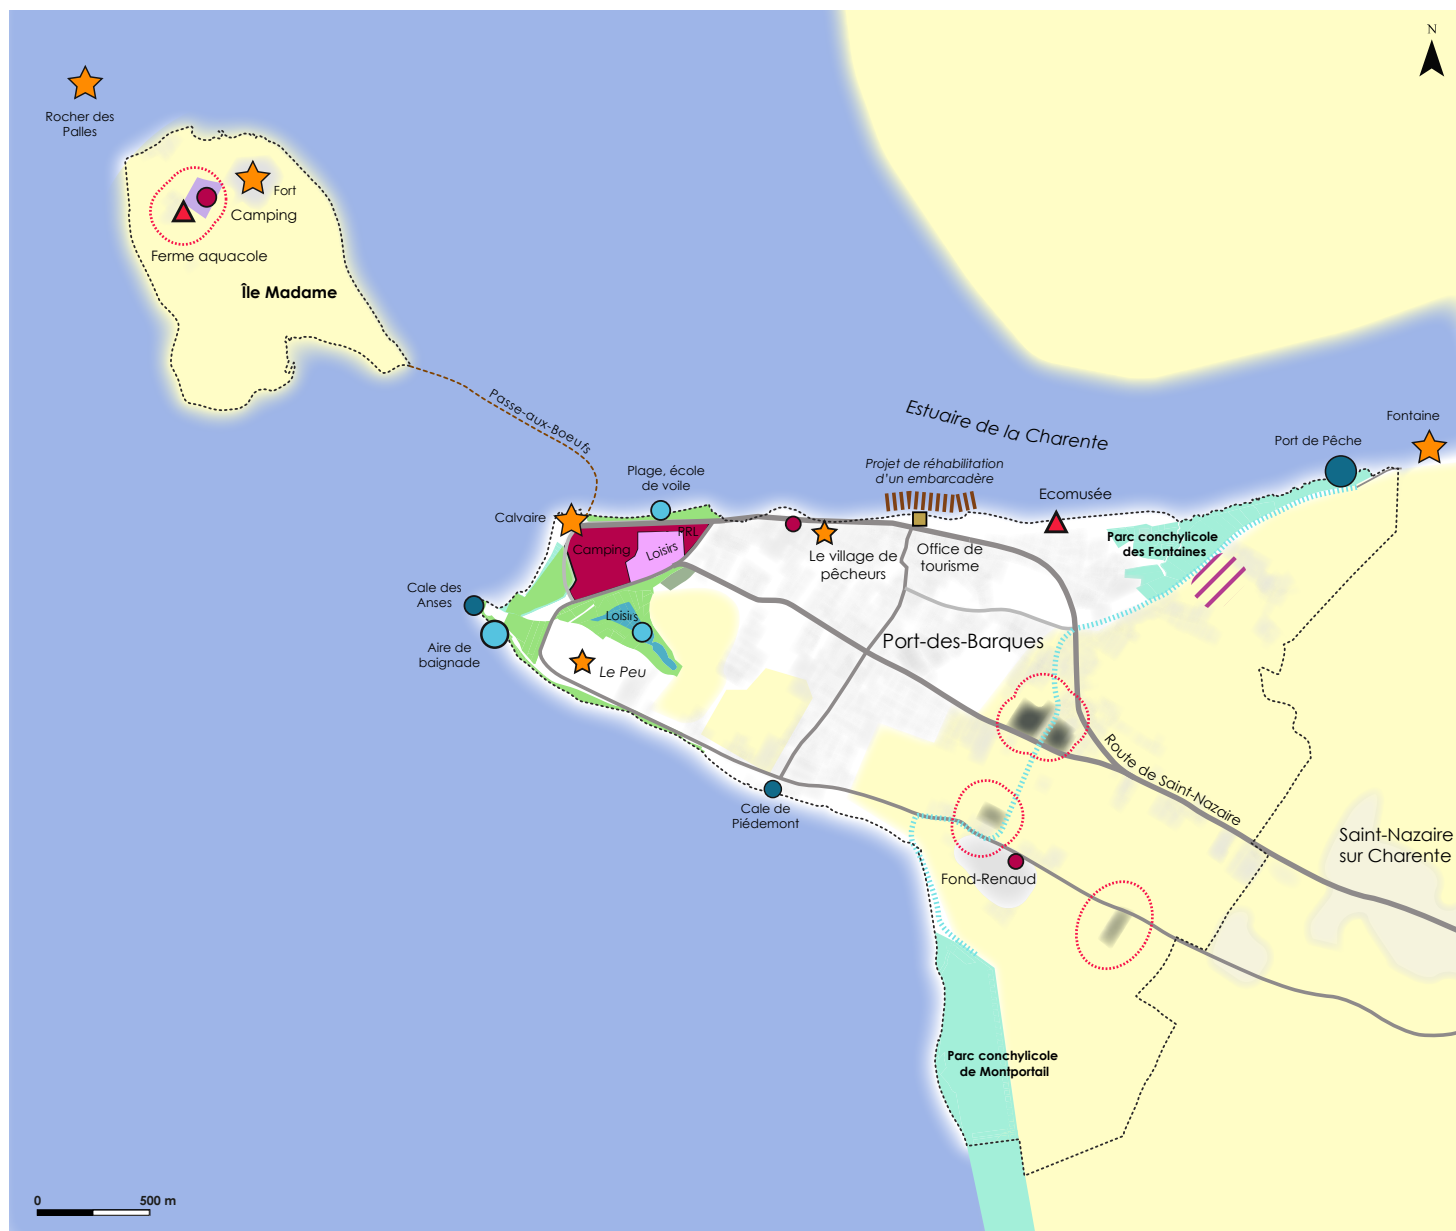 N
Rocher des
Palles
Fort
Camping
Ferme aquacole
Île Madame
Passe-aux-Boeufs
Estuaire de la Charente
Fontaine
Port de Pêche
Plage, école
de voile
Projet de réhabilitation
d'un embarcadère
Ecomusée
Calvaire
PRL
Camping
Loisirs
Le village de
pêcheurs
Office de
tourisme
Parc conchylicole
des Fontaines
Cale des
Anses
Loisirs
Aire de
baignade
Le Peu
Port-des-Barques
Route de Saint-Nazaire
Cale de
Piédemont
Saint-Nazaire
sur Charente
Fond-Renaud
Parc conchylicole
de Montportail
0 500 m